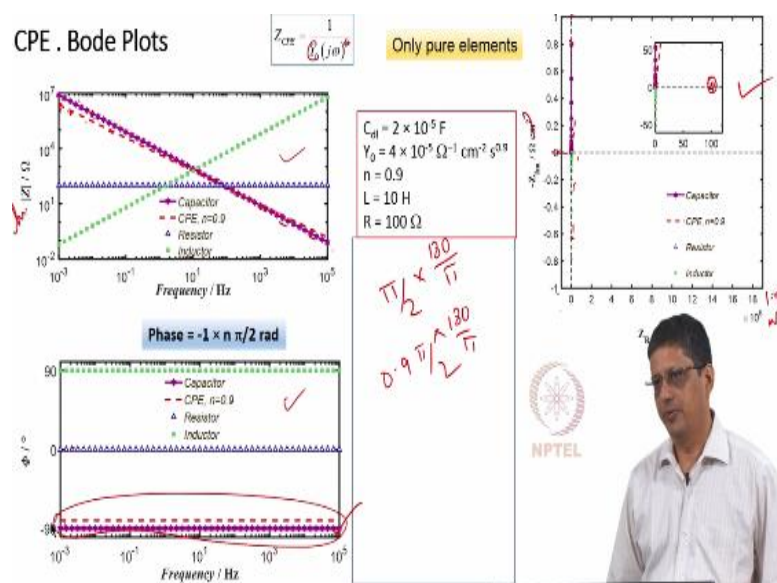 CPE . Bode Plots
Z_CPE = 1 / Y_0(jω)^n
Only pure elements
|Z| / Ω
10^7
10^4
10^1
10^-2
Capacitor
CPE, n=0.9
Resistor
Inductor
10^-3
10^-1
10^1
10^3
10^5
Frequency / Hz
Phase = -1 × n π/2 rad
Φ / °
90
0
Capacitor
CPE, n=0.9
Resistor
Inductor
10^-3
10^-1
10^1
10^3
10^5
Frequency / Hz
C_dl = 2 × 10^-5 F
Y_0 = 4 × 10^-5 Ω^-1 cm^-2 s^0.9
n = 0.9
L = 10 H
R = 100 Ω
π/2 × 180/π
0.9 π/2 × 180/π
-Z_Im / Ω
1
0.8
0.6
0.4
0.2
0
-0.2
-0.4
-0.6
-0.8
-1
50
0
-50
0
50
100
Capacitor
CPE, n=0.9
Resistor
Inductor
0 2 4 6 8 10 12 14 16 18
NPTEL